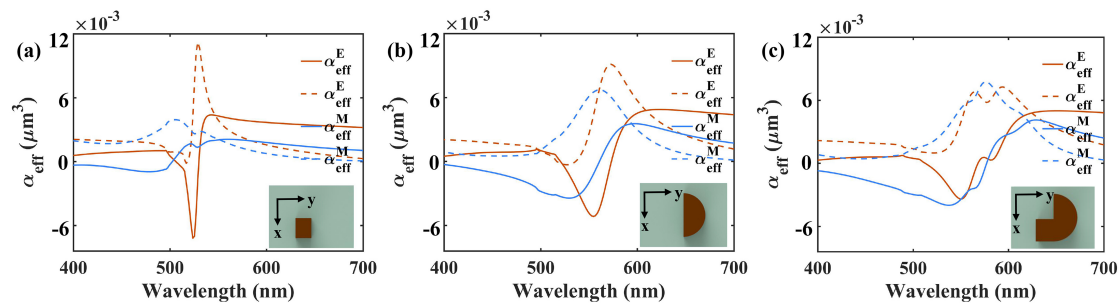 ×10⁻³ ×10⁻³ ×10⁻³
(a) (b) (c)
12 12 12
6 6 6
0 0 0
-6 -6 -6
α_eff (μm³) α_eff (μm³) α_eff (μm³)
α_eff^E α_eff^E α_eff^E
α_eff^E α_eff^E α_eff^E
α_eff^M α_eff^M α_eff^M
α_eff^M α_eff^M α_eff^M
y y y
x x x
400 500 600 700 400 500 600 700 400 500 600 700
Wavelength (nm) Wavelength (nm) Wavelength (nm)